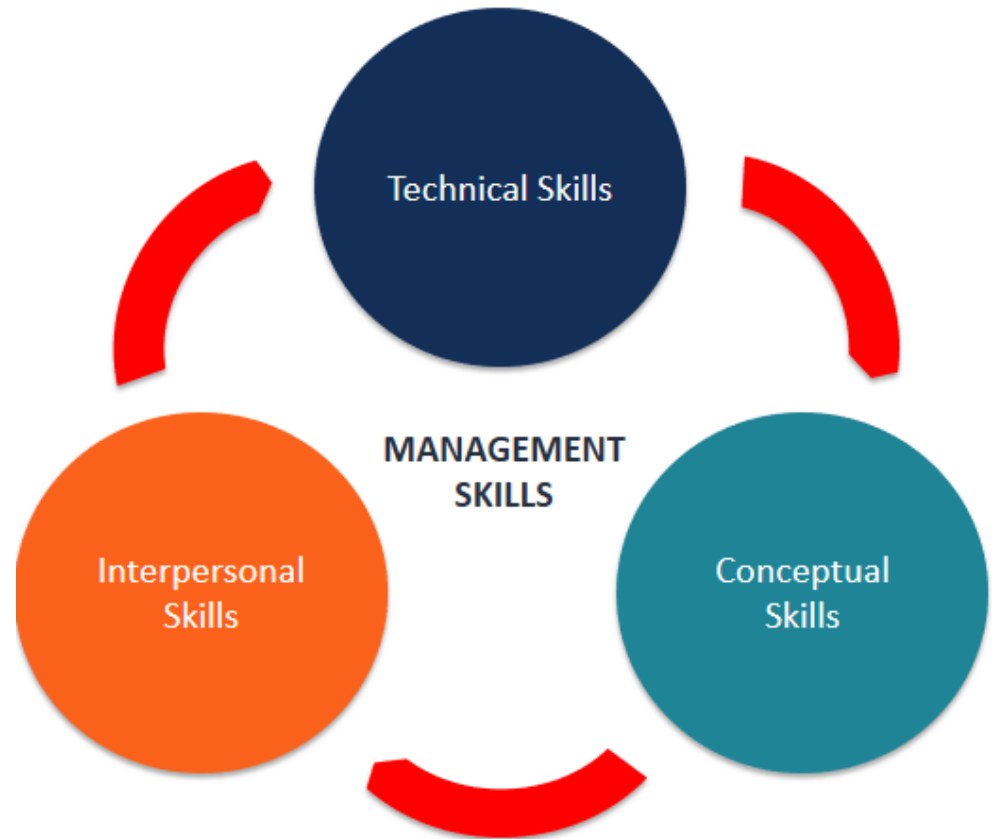 Technical Skills
MANAGEMENT
SKILLS
Interpersonal
Skills
Conceptual
Skills